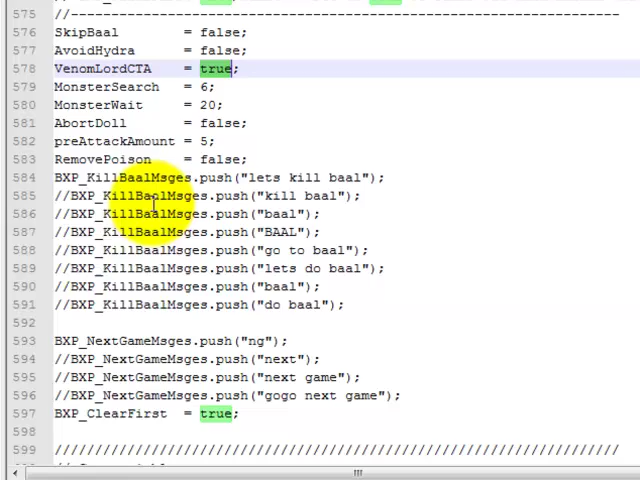 575 //----------------------------------------------------------------------
576 SkipBaal = false;
577 AvoidHydra = false;
578 VenomLordCTA = true;
579 MonsterSearch = 6;
580 MonsterWait = 20;
581 AbortDoll = false;
582 preAttackAmount = 5;
583 RemovePoison = false;
584 BXP_KillBaalMsges.push("lets kill baal");
585 //BXP_KillBaalMsges.push("kill baal");
586 //BXP_KillBaalMsges.push("baal");
587 //BXP_KillBaalMsges.push("BAAL");
588 //BXP_KillBaalMsges.push("go to baal");
589 //BXP_KillBaalMsges.push("lets do baal");
590 //BXP_KillBaalMsges.push("baal");
591 //BXP_KillBaalMsges.push("do baal");
592
593 BXP_NextGameMsges.push("ng");
594 //BXP_NextGameMsges.push("next");
595 //BXP_NextGameMsges.push("next game");
596 //BXP_NextGameMsges.push("gogo next game");
597 BXP_ClearFirst = true;
598
599 //////////////////////////////////////////////////////////////////////